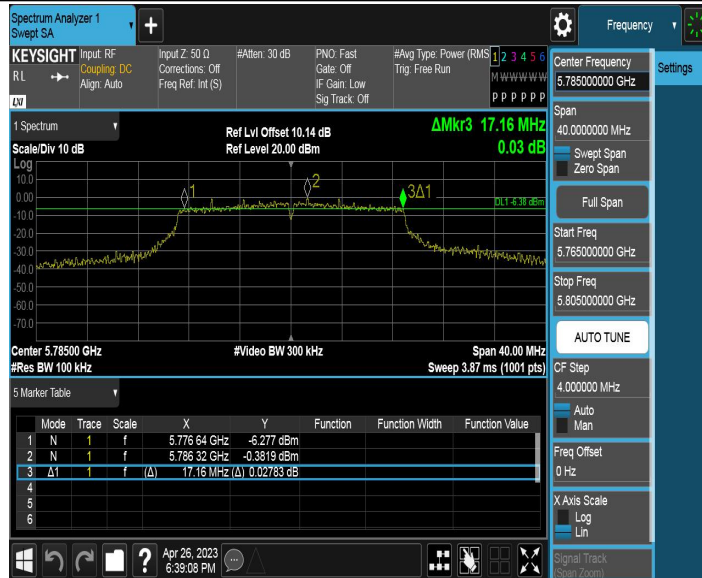 Spectrum Analyzer 1
Swept SA
+
Frequency
KEYSIGHT
RL
LXI
Input: RF
Coupling: DC
Align: Auto
Input Z: 50 Ω
Corrections: Off
Freq Ref: Int (S)
#Atten: 30 dB
PNO: Fast
Gate: Off
IF Gain: Low
Sig Track: Off
#Avg Type: Power (RMS
Trig: Free Run
1 2 3 4 5 6
M W W W W W
P P P P P P
1 Spectrum
Scale/Div 10 dB
Ref Lvl Offset 10.14 dB
Ref Level 20.00 dBm
ΔMkr3 17.16 MHz
0.03 dB
Log
10.0
0.00
-10.0
-20.0
-30.0
-40.0
-50.0
-60.0
-70.0
1
2
3Δ1
DL1 -6.38 dBm
Center 5.78500 GHz
#Res BW 100 kHz
#Video BW 300 kHz
Span 40.00 MHz
Sweep 3.87 ms (1001 pts)
5 Marker Table
Mode Trace Scale X Y Function Function Width Function Value
1 N 1 f 5.776 64 GHz -6.277 dBm
2 N 1 f 5.786 32 GHz -0.3819 dBm
3 Δ1 1 f (Δ) 17.16 MHz (Δ) 0.02783 dB
4
5
6
?
Apr 26, 2023
6:39:08 PM
Center Frequency
5.785000000 GHz
Settings
Span
40.0000000 MHz
Swept Span
Zero Span
Full Span
Start Freq
5.765000000 GHz
Stop Freq
5.805000000 GHz
AUTO TUNE
CF Step
4.000000 MHz
Auto
Man
Freq Offset
0 Hz
X Axis Scale
Log
Lin
Signal Track
(Span Zoom)